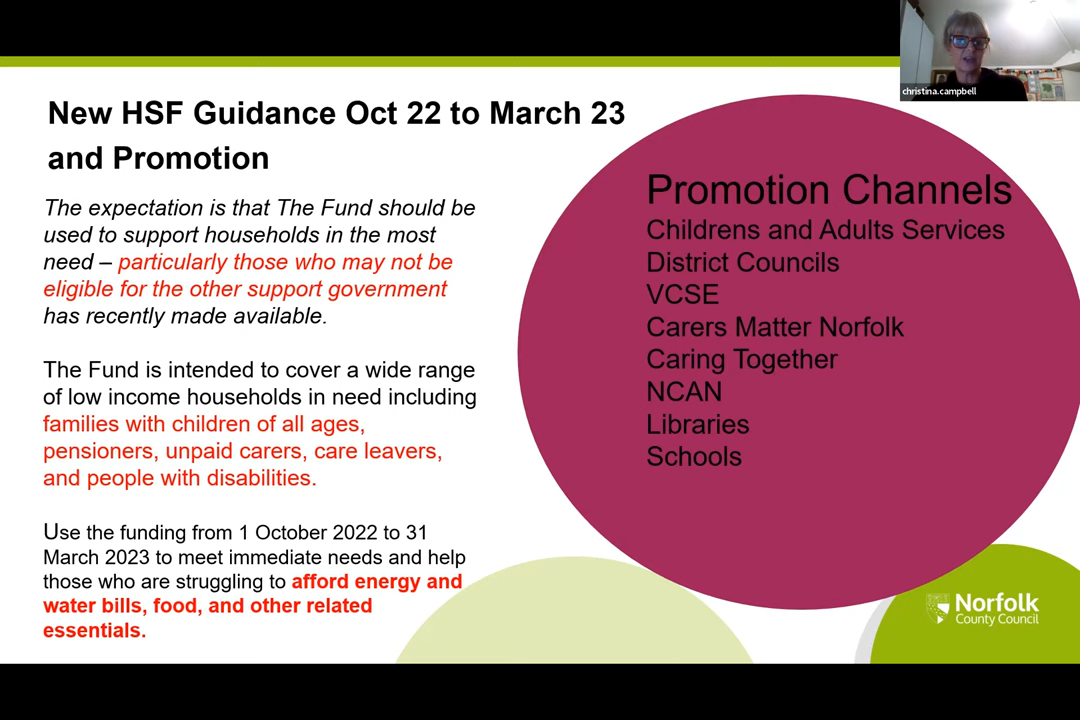 christina.campbell
New HSF Guidance Oct 22 to March 23
and Promotion
The expectation is that The Fund should be
used to support households in the most
need – particularly those who may not be
eligible for the other support government
has recently made available.
The Fund is intended to cover a wide range
of low income households in need including
families with children of all ages,
pensioners, unpaid carers, care leavers,
and people with disabilities.
Use the funding from 1 October 2022 to 31
March 2023 to meet immediate needs and help
those who are struggling to afford energy and
water bills, food, and other related
essentials.
Promotion Channels
Childrens and Adults Services
District Councils
VCSE
Carers Matter Norfolk
Caring Together
NCAN
Libraries
Schools
Norfolk
County Council